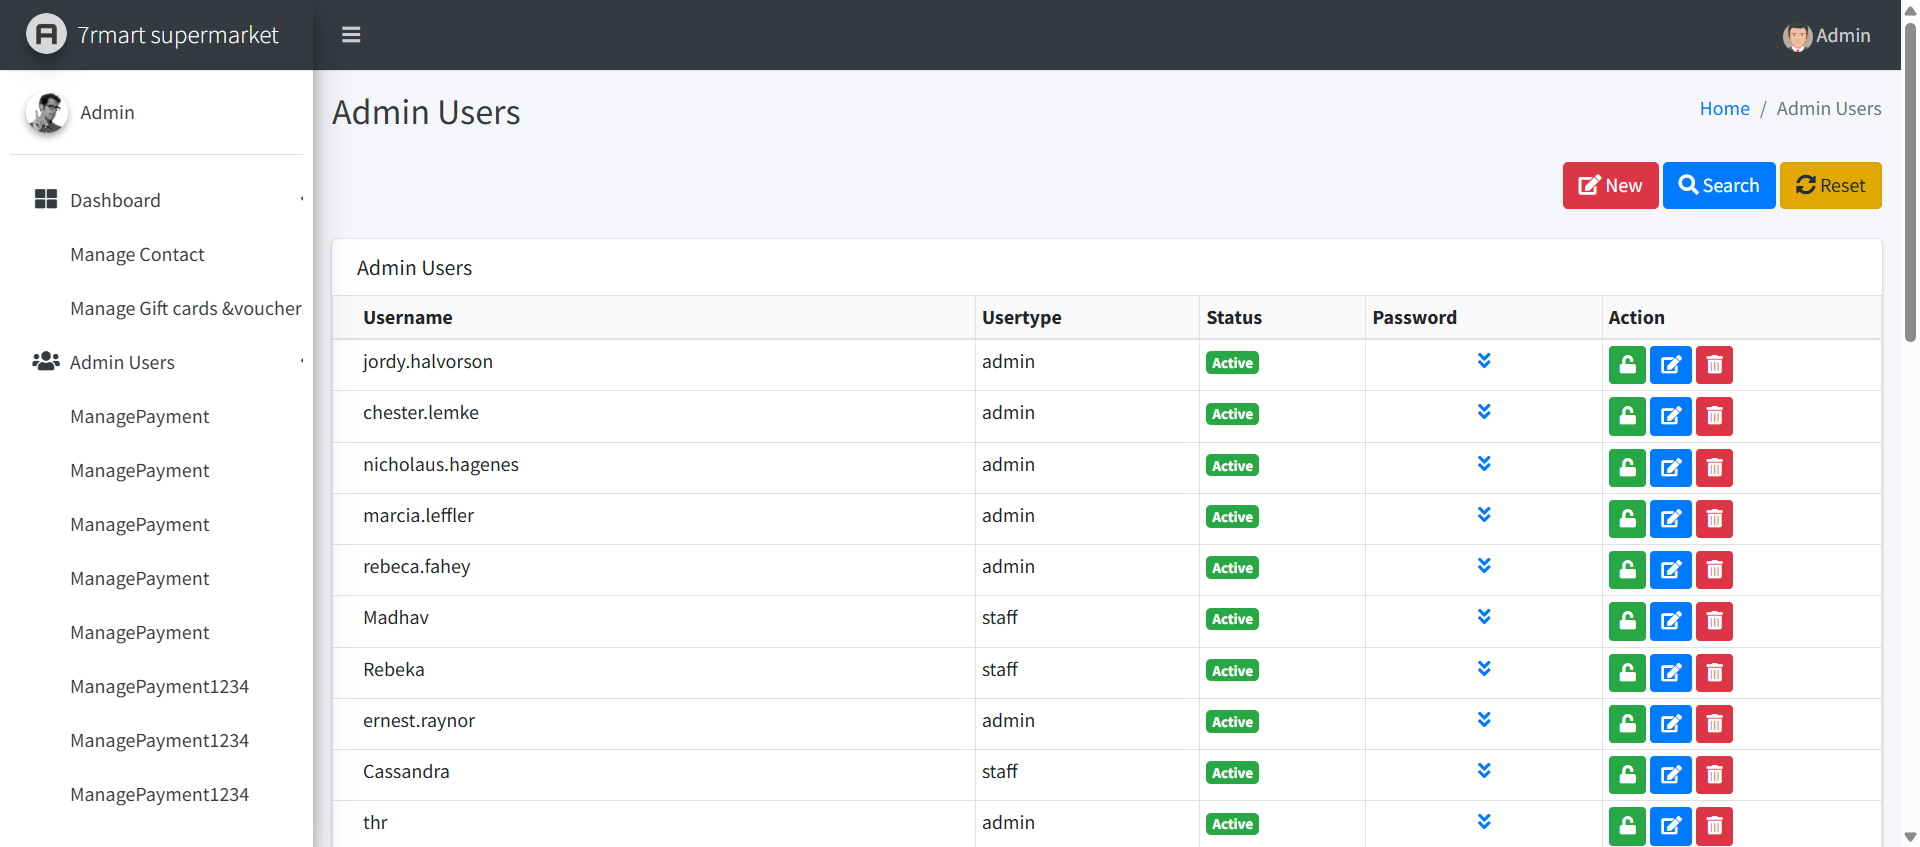 7rmart supermarket
Admin
Admin
Dashboard
Manage Contact
Manage Gift cards &voucher
Admin Users
ManagePayment
ManagePayment
ManagePayment
ManagePayment
ManagePayment
ManagePayment1234
ManagePayment1234
ManagePayment1234
Admin Users
Home / Admin Users
New Search Reset
Admin Users
Username Usertype Status Password Action
jordy.halvorson admin Active
chester.lemke admin Active
nicholaus.hagenes admin Active
marcia.leffler admin Active
rebeca.fahey admin Active
Madhav staff Active
Rebeka staff Active
ernest.raynor admin Active
Cassandra staff Active
thr admin Active